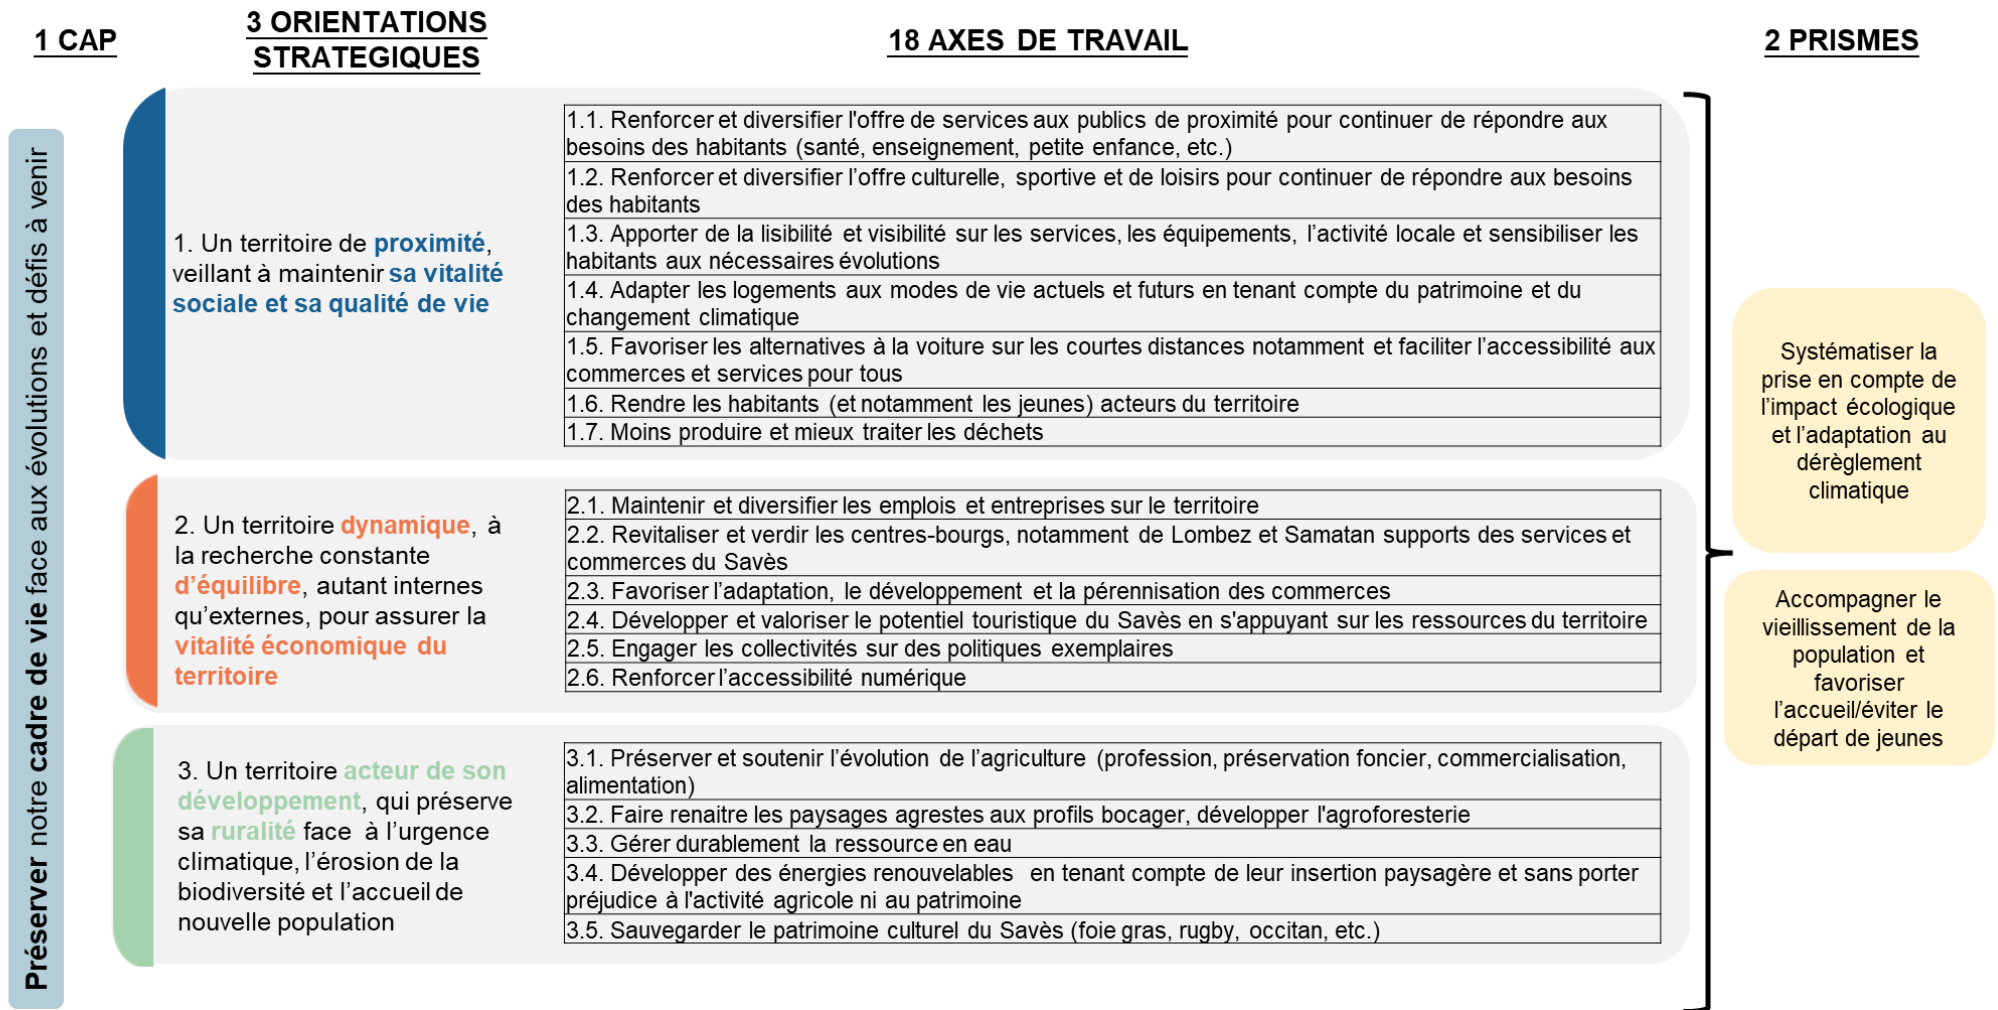 1 CAP
3 ORIENTATIONS
STRATEGIQUES
18 AXES DE TRAVAIL
2 PRISMES
Préserver notre cadre de vie face aux évolutions et défis à venir
1. Un territoire de proximité,
veillant à maintenir sa vitalité
sociale et sa qualité de vie
1.1. Renforcer et diversifier l'offre de services aux publics de proximité pour continuer de répondre aux
besoins des habitants (santé, enseignement, petite enfance, etc.)
1.2. Renforcer et diversifier l’offre culturelle, sportive et de loisirs pour continuer de répondre aux besoins
des habitants
1.3. Apporter de la lisibilité et visibilité sur les services, les équipements, l’activité locale et sensibiliser les
habitants aux nécessaires évolutions
1.4. Adapter les logements aux modes de vie actuels et futurs en tenant compte du patrimoine et du
changement climatique
1.5. Favoriser les alternatives à la voiture sur les courtes distances notamment et faciliter l’accessibilité aux
commerces et services pour tous
1.6. Rendre les habitants (et notamment les jeunes) acteurs du territoire
1.7. Moins produire et mieux traiter les déchets
2. Un territoire dynamique, à
la recherche constante
d’équilibre, autant internes
qu’externes, pour assurer la
vitalité économique du
territoire
2.1. Maintenir et diversifier les emplois et entreprises sur le territoire
2.2. Revitaliser et verdir les centres-bourgs, notamment de Lombez et Samatan supports des services et
commerces du Savès
2.3. Favoriser l’adaptation, le développement et la pérennisation des commerces
2.4. Développer et valoriser le potentiel touristique du Savès en s'appuyant sur les ressources du territoire
2.5. Engager les collectivités sur des politiques exemplaires
2.6. Renforcer l’accessibilité numérique
3. Un territoire acteur de son
développement, qui préserve
sa ruralité face à l’urgence
climatique, l’érosion de la
biodiversité et l’accueil de
nouvelle population
3.1. Préserver et soutenir l’évolution de l’agriculture (profession, préservation foncier, commercialisation,
alimentation)
3.2. Faire renaitre les paysages agrestes aux profils bocager, développer l'agroforesterie
3.3. Gérer durablement la ressource en eau
3.4. Développer des énergies renouvelables en tenant compte de leur insertion paysagère et sans porter
préjudice à l'activité agricole ni au patrimoine
3.5. Sauvegarder le patrimoine culturel du Savès (foie gras, rugby, occitan, etc.)
Systématiser la
prise en compte de
l’impact écologique
et l’adaptation au
dérèglement
climatique
Accompagner le
vieillissement de la
population et
favoriser
l’accueil/éviter le
départ de jeunes